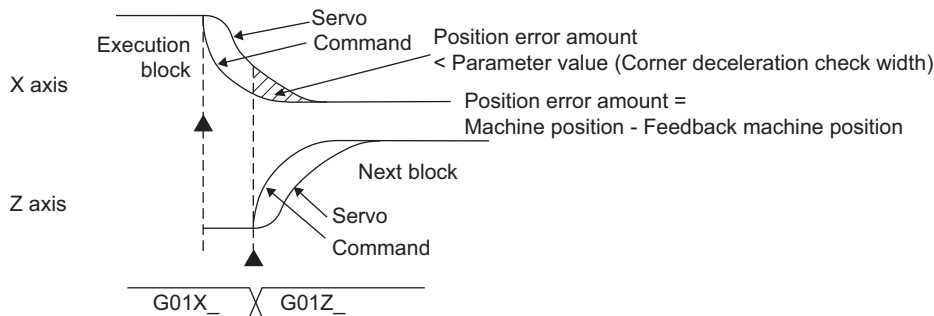 Servo
Command
Execution
block
Position error amount
< Parameter value (Corner deceleration check width)
X axis
Position error amount =
Machine position - Feedback machine position
Next block
Z axis
Servo
Command
G01X_
G01Z_